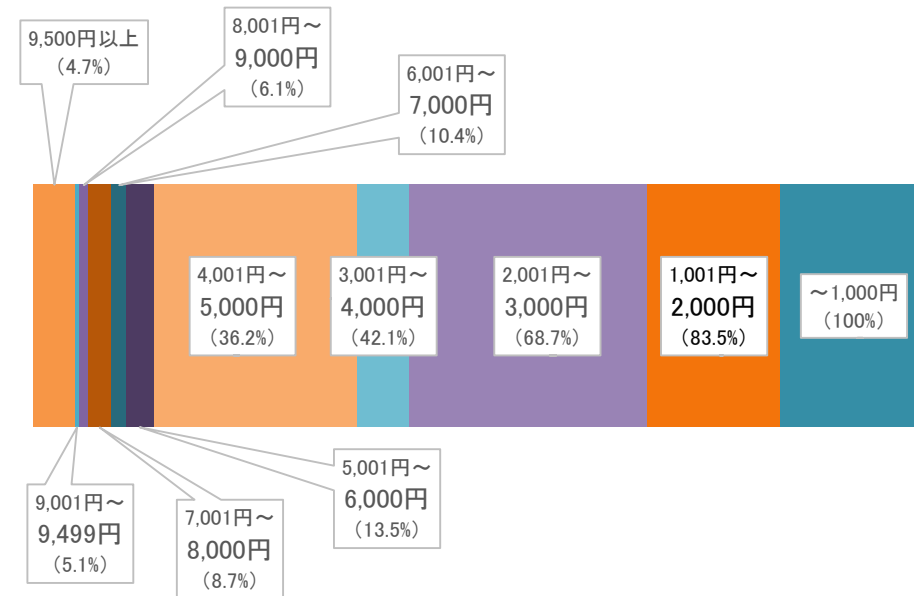 9,500円以上
（4.7%）
8,001円～
9,000円
（6.1%）
6,001円～
7,000円
（10.4%）
4,001円～
5,000円
（36.2%）
3,001円～
4,000円
（42.1%）
2,001円～
3,000円
（68.7%）
1,001円～
2,000円
（83.5%）
～1,000円
（100%）
9,001円～
9,499円
（5.1%）
7,001円～
8,000円
（8.7%）
5,001円～
6,000円
（13.5%）